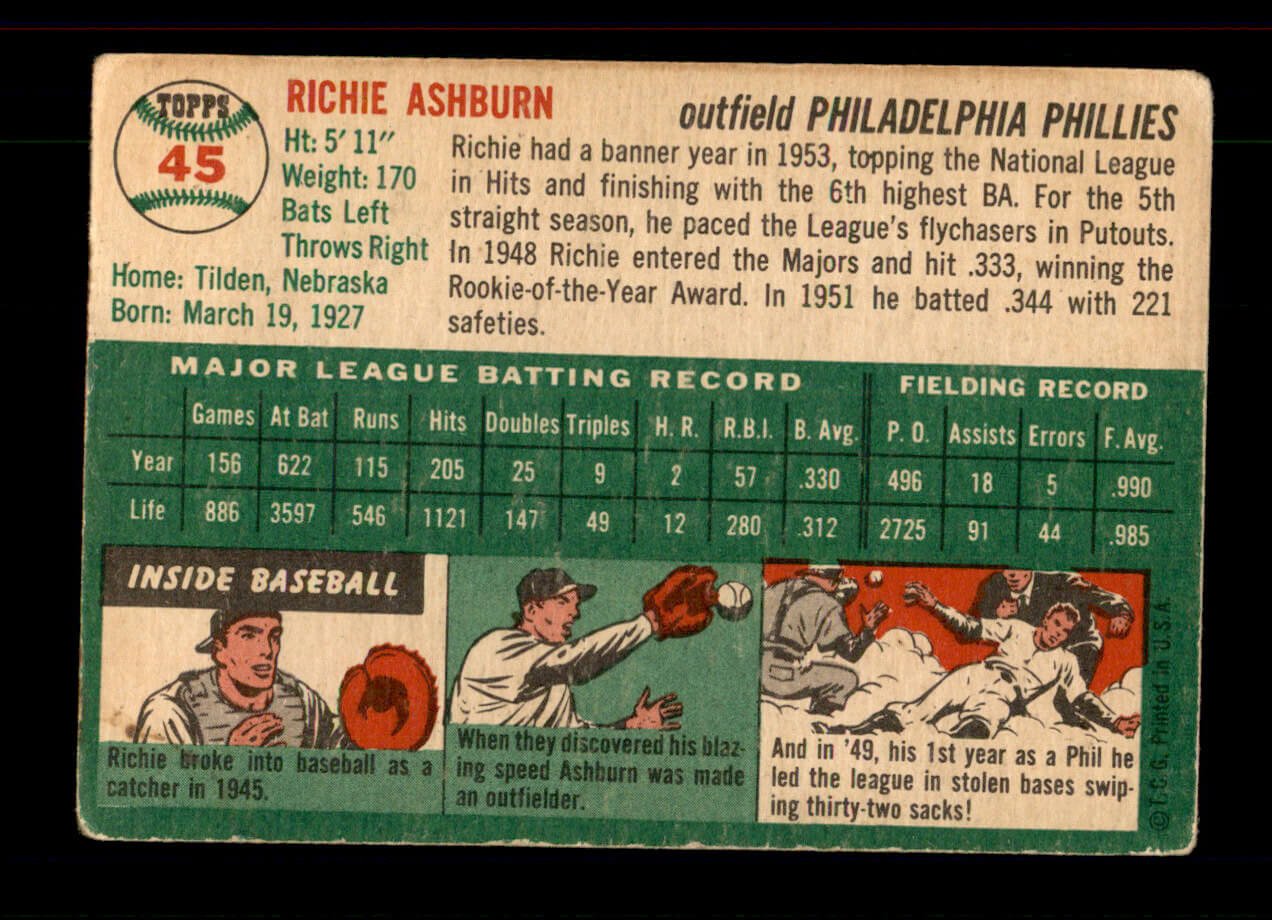 TOPPS
45
RICHIE ASHBURN
Ht: 5' 11"
Weight: 170
Bats Left
Throws Right
Home: Tilden, Nebraska
Born: March 19, 1927
outfield PHILADELPHIA PHILLIES
Richie had a banner year in 1953, topping the National League
in Hits and finishing with the 6th highest BA. For the 5th
straight season, he paced the League's flychasers in Putouts.
In 1948 Richie entered the Majors and hit .333, winning the
Rookie-of-the-Year Award. In 1951 he batted .344 with 221
safeties.
MAJOR LEAGUE BATTING RECORD FIELDING RECORD
Games At Bat Runs Hits Doubles Triples H. R. R.B.I. B. Avg. P. O. Assists Errors F. Avg.
Year 156 622 115 205 25 9 2 57 .330 496 18 5 .990
Life 886 3597 546 1121 147 49 12 280 .312 2725 91 44 .985
INSIDE BASEBALL
Richie broke into baseball as a
catcher in 1945.
When they discovered his blaz-
ing speed Ashburn was made
an outfielder.
And in '49, his 1st year as a Phil he
led the league in stolen bases swip-
ing thirty-two sacks!
© T.C.G. Printed in U.S.A.